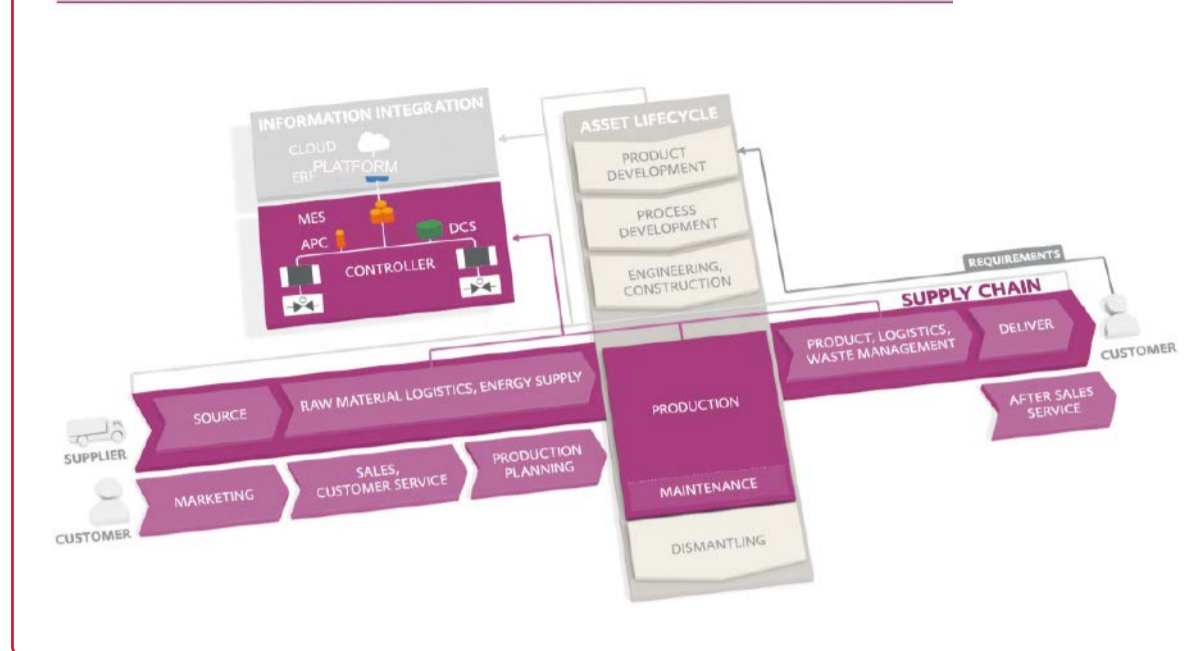 INFORMATION INTEGRATION
CLOUD
PLATFORM
ERP
MES
APC
DCS
CONTROLLER
ASSET LIFECYCLE
PRODUCT
DEVELOPMENT
PROCESS
DEVELOPMENT
ENGINEERING,
CONSTRUCTION
REQUIREMENTS
SUPPLY CHAIN
CUSTOMER
SUPPLIER
SOURCE
RAW MATERIAL LOGISTICS, ENERGY SUPPLY
PRODUCTION
PRODUCT, LOGISTICS,
WASTE MANAGEMENT
DELIVER
AFTER SALES
SERVICE
CUSTOMER
MARKETING
SALES,
CUSTOMER SERVICE
PRODUCTION
PLANNING
MAINTENANCE
DISMANTLING